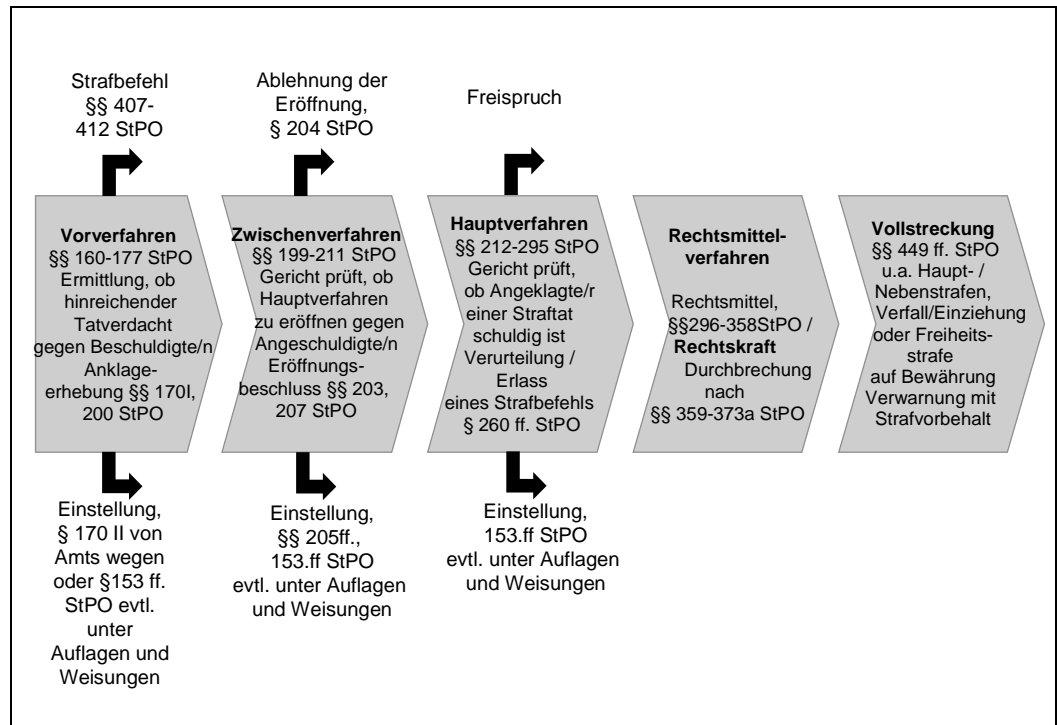 Strafbefehl
§§ 407-
412 StPO
Ablehnung der
Eröffnung,
§ 204 StPO
Freispruch
Vorverfahren
§§ 160-177 StPO
Ermittlung, ob
hinreichender
Tatverdacht
gegen Beschuldigte/n
Anklage-
erhebung §§ 170I,
200 StPO
Zwischenverfahren
§§ 199-211 StPO
Gericht prüft, ob
Hauptverfahren
zu eröffnen gegen
Angeschuldigte/n
Eröffnungs-
beschluss §§ 203,
207 StPO
Hauptverfahren
§§ 212-295 StPO
Gericht prüft,
ob Angeklagte/r
einer Straftat
schuldig ist
Verurteilung /
Erlass
eines Strafbefehls
§ 260 ff. StPO
Rechtsmittel-
verfahren
Rechtsmittel,
§§296-358StPO /
Rechtskraft
Durchbrechung
nach
§§ 359-373a StPO
Vollstreckung
§§ 449 ff. StPO
u.a. Haupt- /
Nebenstrafen,
Verfall/Einziehung
oder Freiheits-
strafe
auf Bewährung
Verwarnung mit
Strafvorbehalt
Einstellung,
§ 170 II von
Amts wegen
oder §153 ff.
StPO evtl.
unter
Auflagen und
Weisungen
Einstellung,
§§ 205ff.,
153.ff StPO
evtl. unter Auflagen
und Weisungen
Einstellung,
153.ff StPO
evtl. unter Auflagen
und Weisungen